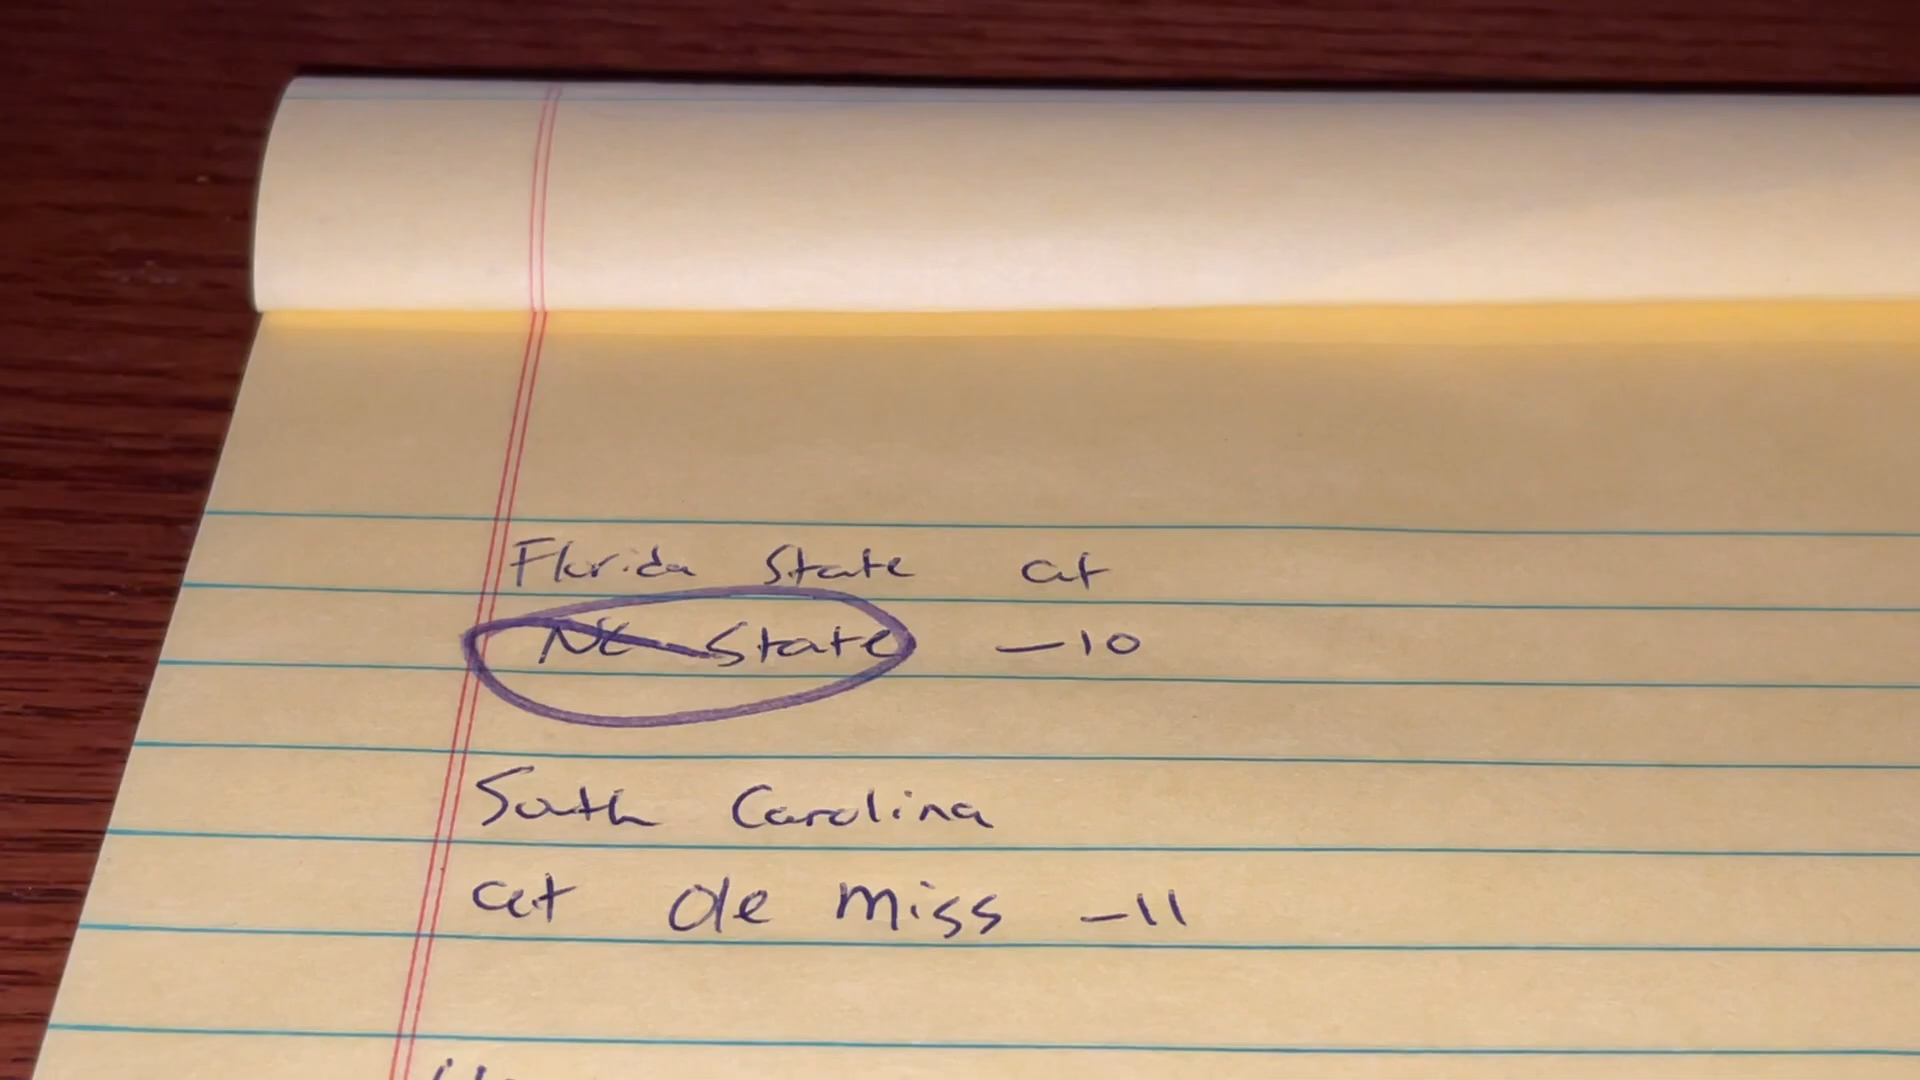 Florida State at
NC State -10
South Carolina
at ole miss -11